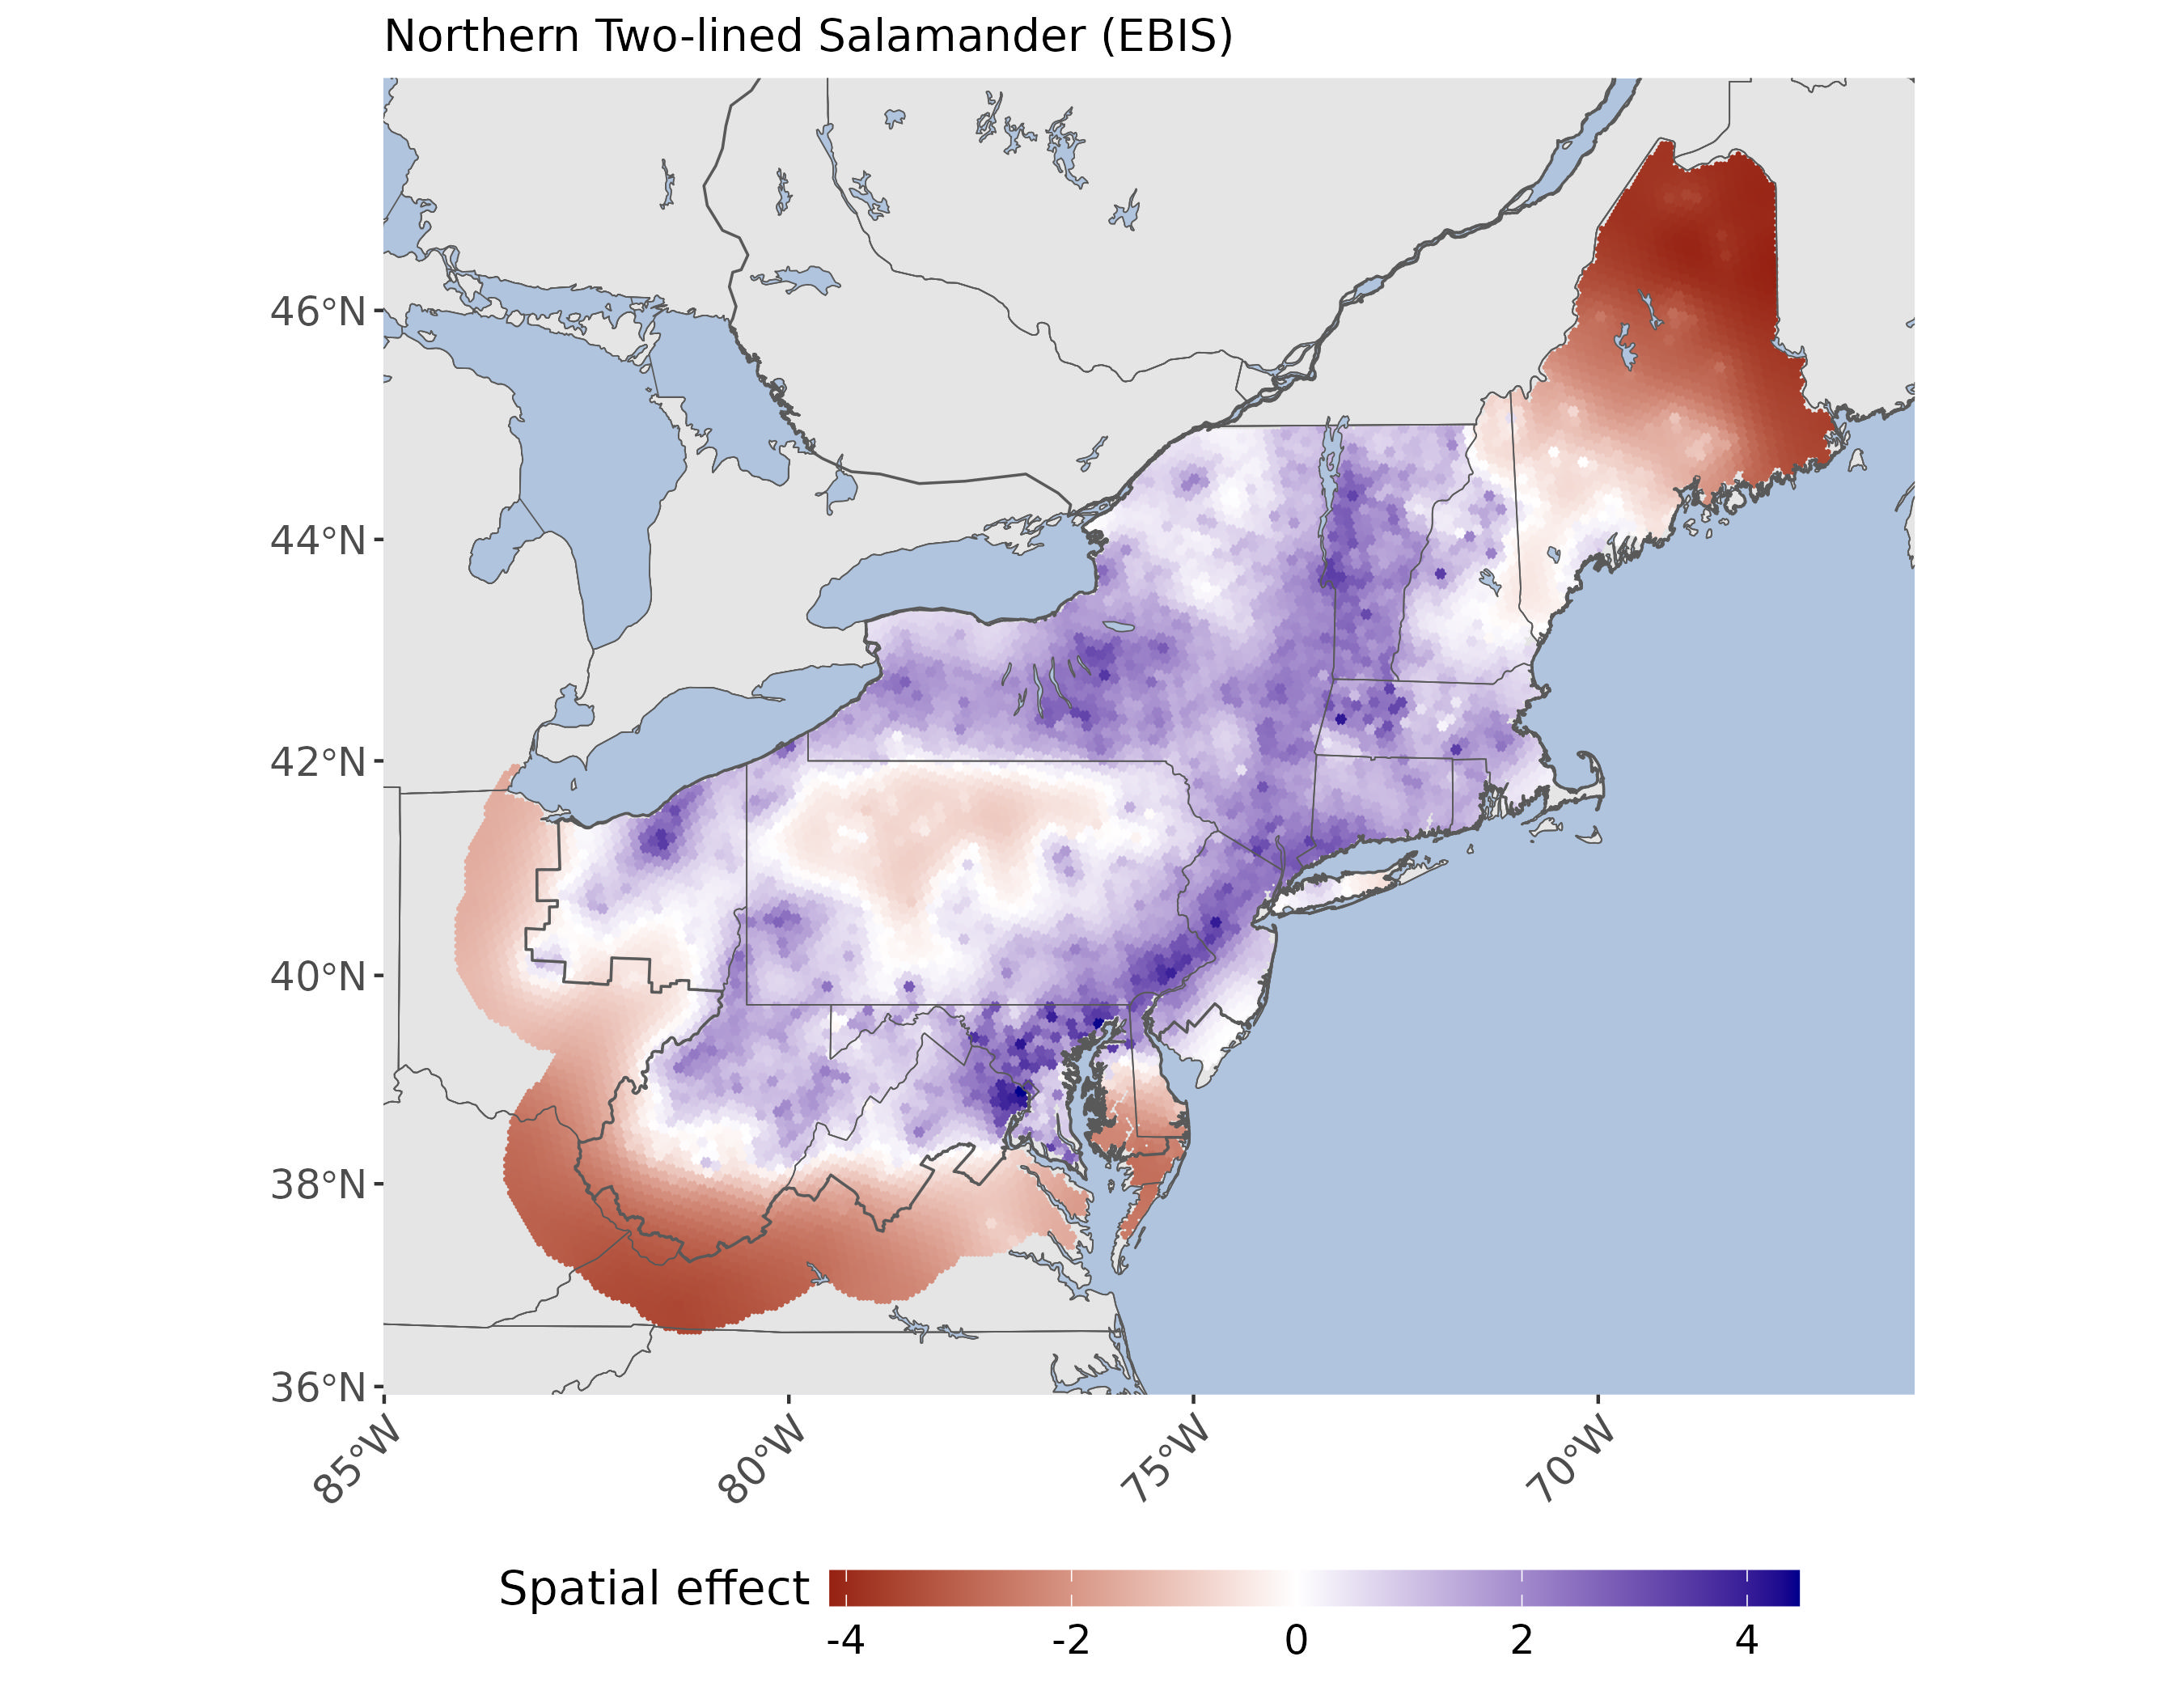 Northern Two-lined Salamander (EBIS)
46°N
44°N
42°N
40°N
38°N
36°N
85°W
80°W
75°W
70°W
Spatial effect
-4
-2
0
2
4